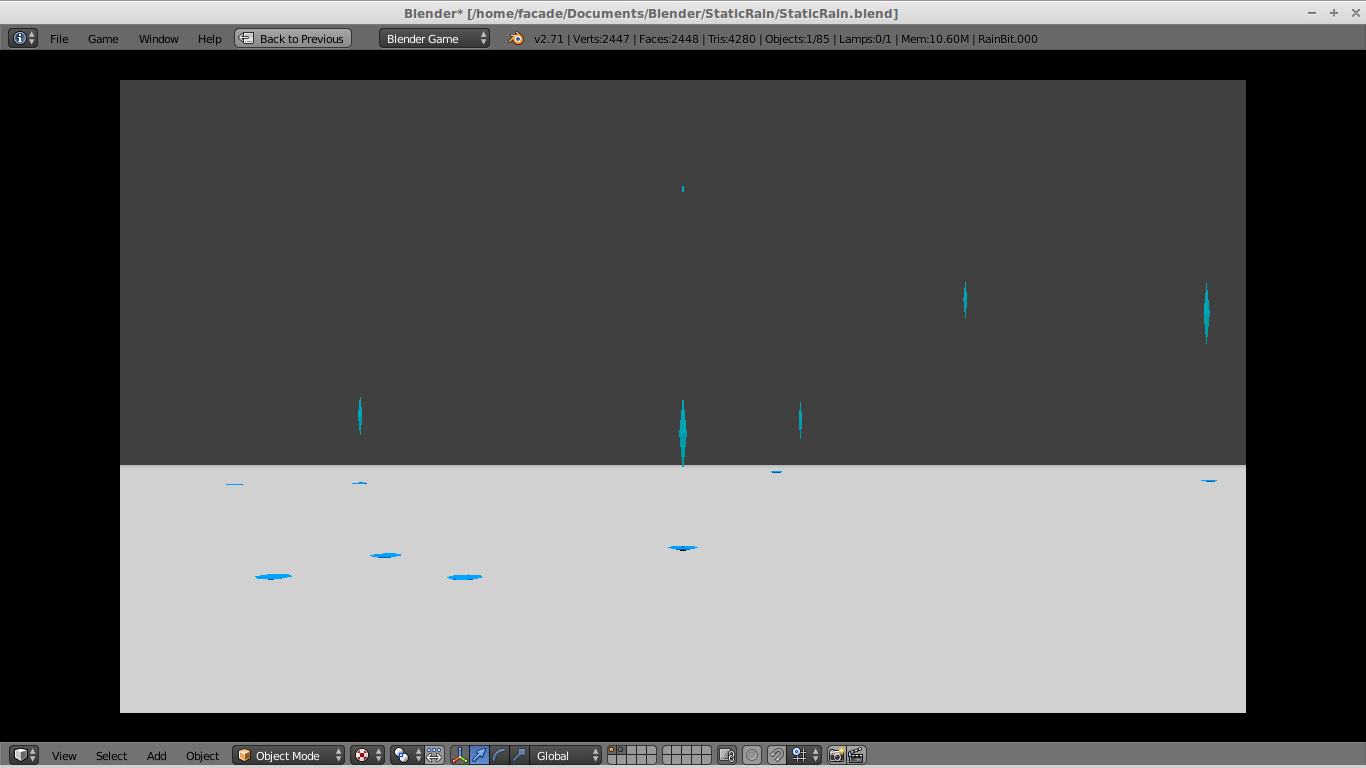 Blender* [/home/facade/Documents/Blender/StaticRain/StaticRain.blend]
File Game Window Help Back to Previous Blender Game v2.71 | Verts:2447 | Faces:2448 | Tris:4280 | Objects:1/85 | Lamps:0/1 | Mem:10.60M | RainBit.000
View Select Add Object Object Mode Global